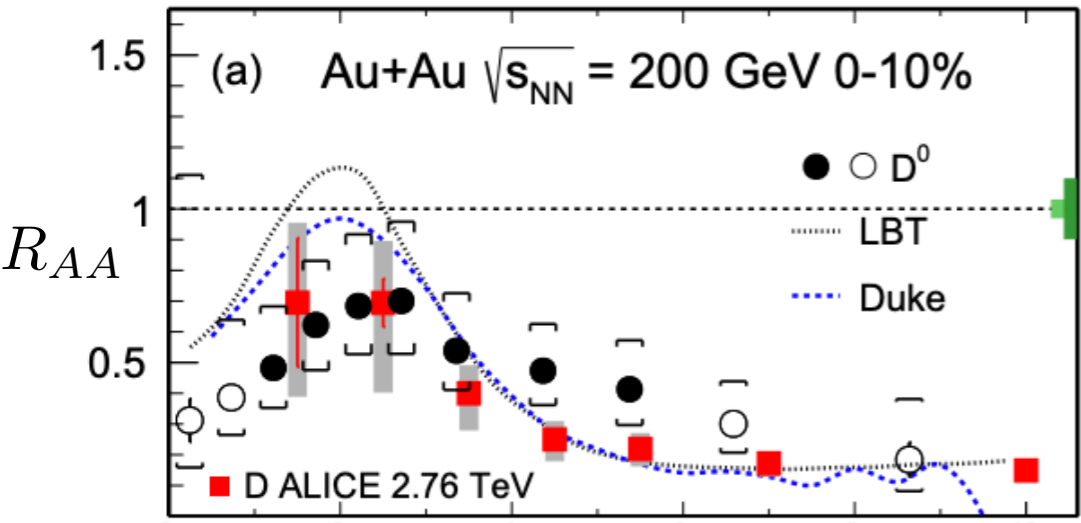 1.5
(a) Au+Au √sNN = 200 GeV 0-10%
D⁰
1
RAA
LBT
Duke
0.5
D ALICE 2.76 TeV